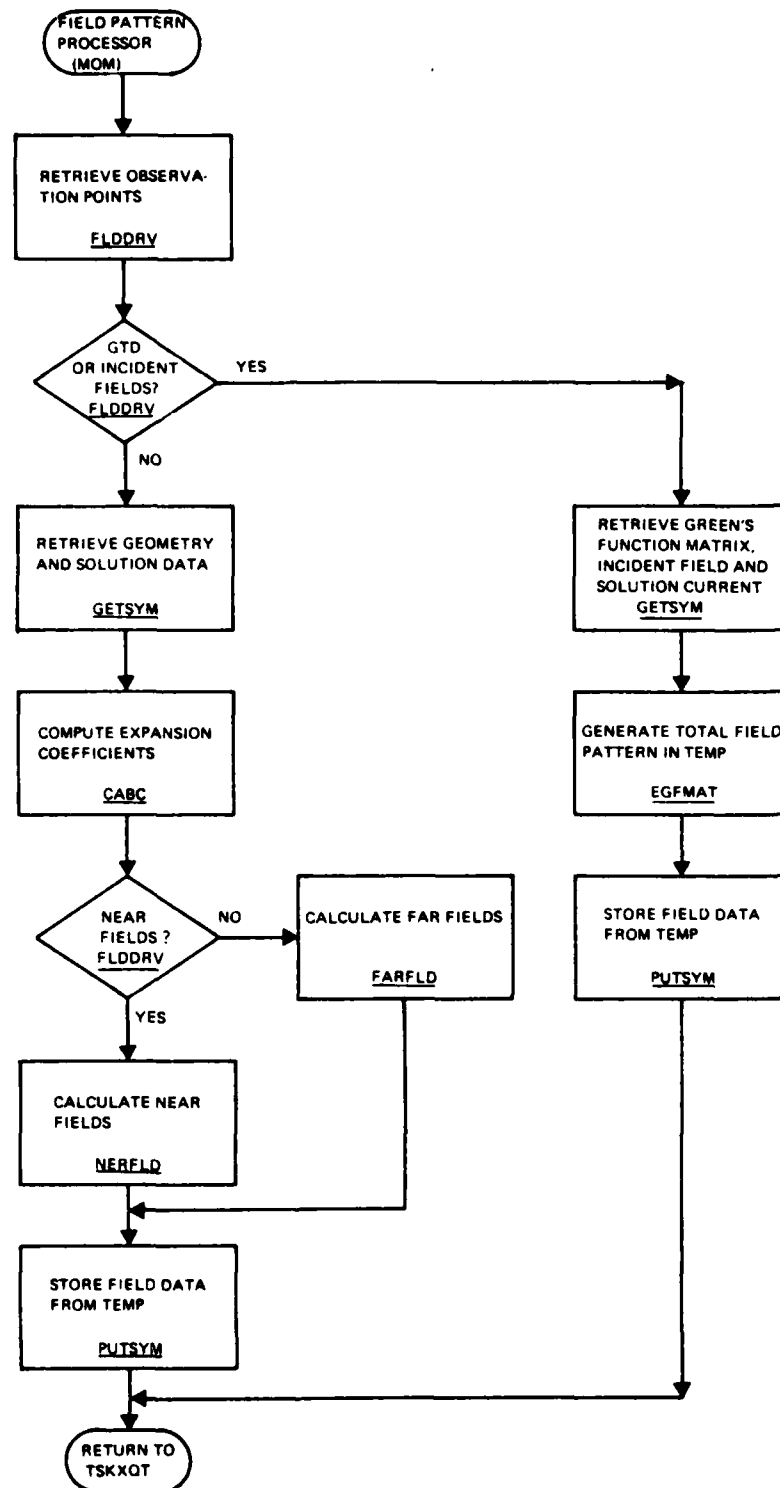 FIELD PATTERN
PROCESSOR
(MOM)
RETRIEVE OBSERVA-
TION POINTS
FLDDRV
GTD
OR INCIDENT
FIELDS?
FLDDRV
YES
NO
RETRIEVE GEOMETRY
AND SOLUTION DATA
GETSYM
RETRIEVE GREEN'S
FUNCTION MATRIX,
INCIDENT FIELD AND
SOLUTION CURRENT
GETSYM
COMPUTE EXPANSION
COEFFICIENTS
CABC
GENERATE TOTAL FIELD
PATTERN IN TEMP
EGFMAT
NEAR
FIELDS ?
FLDDRV
NO
YES
CALCULATE FAR FIELDS
FARFLD
STORE FIELD DATA
FROM TEMP
PUTSYM
CALCULATE NEAR
FIELDS
NERFLD
STORE FIELD DATA
FROM TEMP
PUTSYM
RETURN TO
TSKXQT